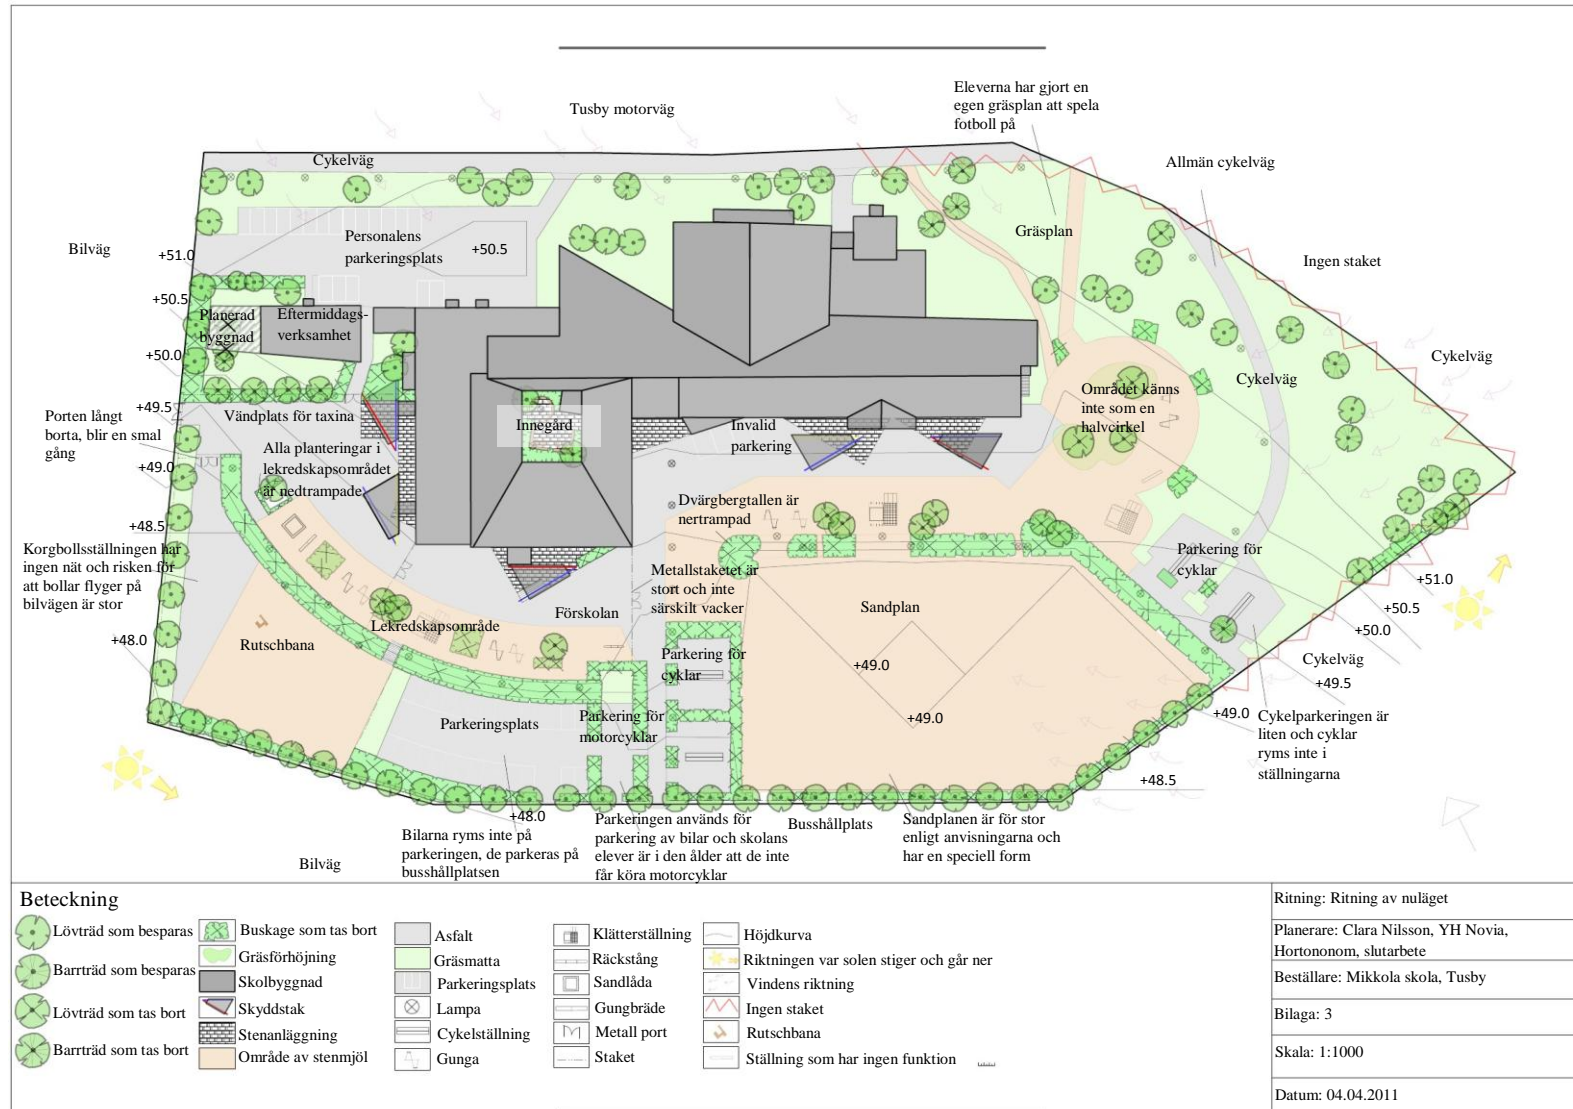 Tusby motorväg
Eleverna har gjort en
egen gräsplan att spela
fotboll på
Cykelväg
Allmän cykelväg
Bilväg
Personalens
parkeringsplats
+50.5
Gräsplan
Ingen staket
+51.0
+50.5
Planerad
byggnad
Eftermiddags-
verksamhet
+50.0
Cykelväg
Cykelväg
Området känns
inte som en
halvcirkel
Porten långt
borta, blir en smal
gång
+49.5
Vändplats för taxina
Innegård
Invalid
parkering
Alla planteringar i
lekredskapsområdet
är nedtrampade
+49.0
Dvärgbergtallen är
nertrampad
+48.5
Korgbollsställningen har
ingen nät och risken för
att bollar flyger på
bilvägen är stor
Parkering för
cyklar
Metallstaketet är
stort och inte
särskilt vacker
+51.0
Förskolan
Sandplan
+50.5
Lekredskapsområde
+50.0
+48.0
Rutschbana
Parkering för
cyklar
+49.0
Cykelväg
+49.5
Parkeringsplats
Parkering för
motorcyklar
+49.0
+49.0
Cykelparkeringen är
liten och cyklar
ryms inte i
ställningarna
+48.5
+48.0
Bilarna ryms inte på
parkeringen, de parkeras på
busshållplatsen
Parkeringen används för
parkering av bilar och skolans
elever är i den ålder att de inte
får köra motorcyklar
Busshållplats
Sandplanen är för stor
enligt anvisningarna och
har en speciell form
Bilväg
Beteckning
Lövträd som besparas
Barrträd som besparas
Lövträd som tas bort
Barrträd som tas bort
Buskage som tas bort
Gräsförhöjning
Skolbyggnad
Skyddstak
Stenanläggning
Område av stenmjöl
Asfalt
Gräsmatta
Parkeringsplats
Lampa
Cykelställning
Gunga
Klätterställning
Räckstång
Sandlåda
Gungbräde
Metall port
Staket
Höjdkurva
Riktningen var solen stiger och går ner
Vindens riktning
Ingen staket
Rutschbana
Ställning som har ingen funktion
Ritning: Ritning av nuläget
Planerare: Clara Nilsson, YH Novia,
Hortononom, slutarbete
Beställare: Mikkola skola, Tusby
Bilaga: 3
Skala: 1:1000
Datum: 04.04.2011